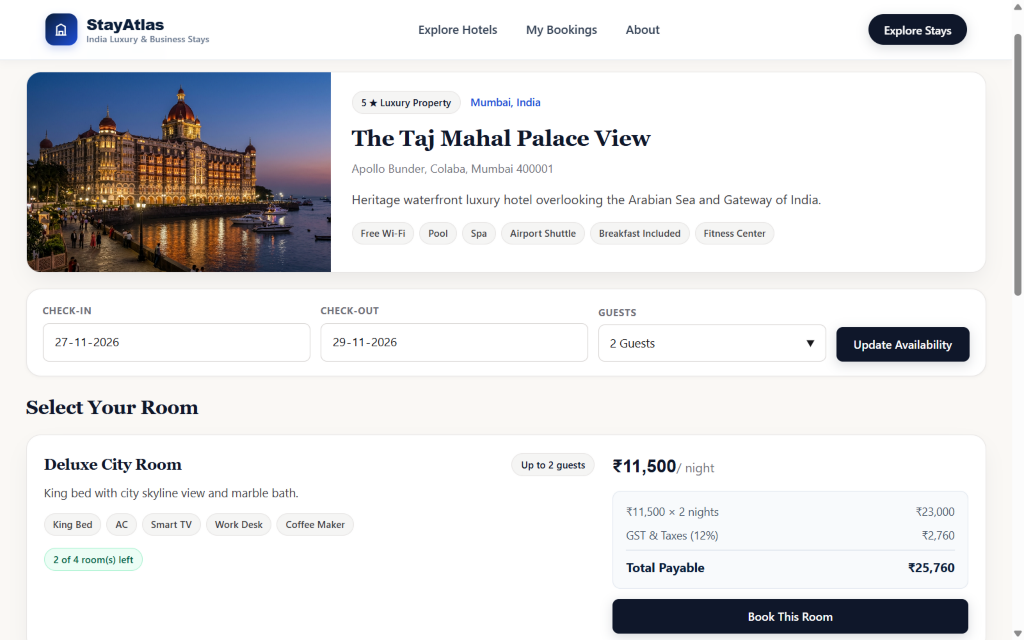 StayAtlas
India Luxury & Business Stays
Explore Hotels
My Bookings
About
Explore Stays
5 ★ Luxury Property
Mumbai, India
The Taj Mahal Palace View
Apollo Bunder, Colaba, Mumbai 400001
Heritage waterfront luxury hotel overlooking the Arabian Sea and Gateway of India.
Free Wi-Fi
Pool
Spa
Airport Shuttle
Breakfast Included
Fitness Center
CHECK-IN
27-11-2026
CHECK-OUT
29-11-2026
GUESTS
2 Guests
Update Availability
Select Your Room
Deluxe City Room
Up to 2 guests
King bed with city skyline view and marble bath.
King Bed
AC
Smart TV
Work Desk
Coffee Maker
2 of 4 room(s) left
₹11,500/ night
₹11,500 × 2 nights ₹23,000
GST & Taxes (12%) ₹2,760
Total Payable ₹25,760
Book This Room